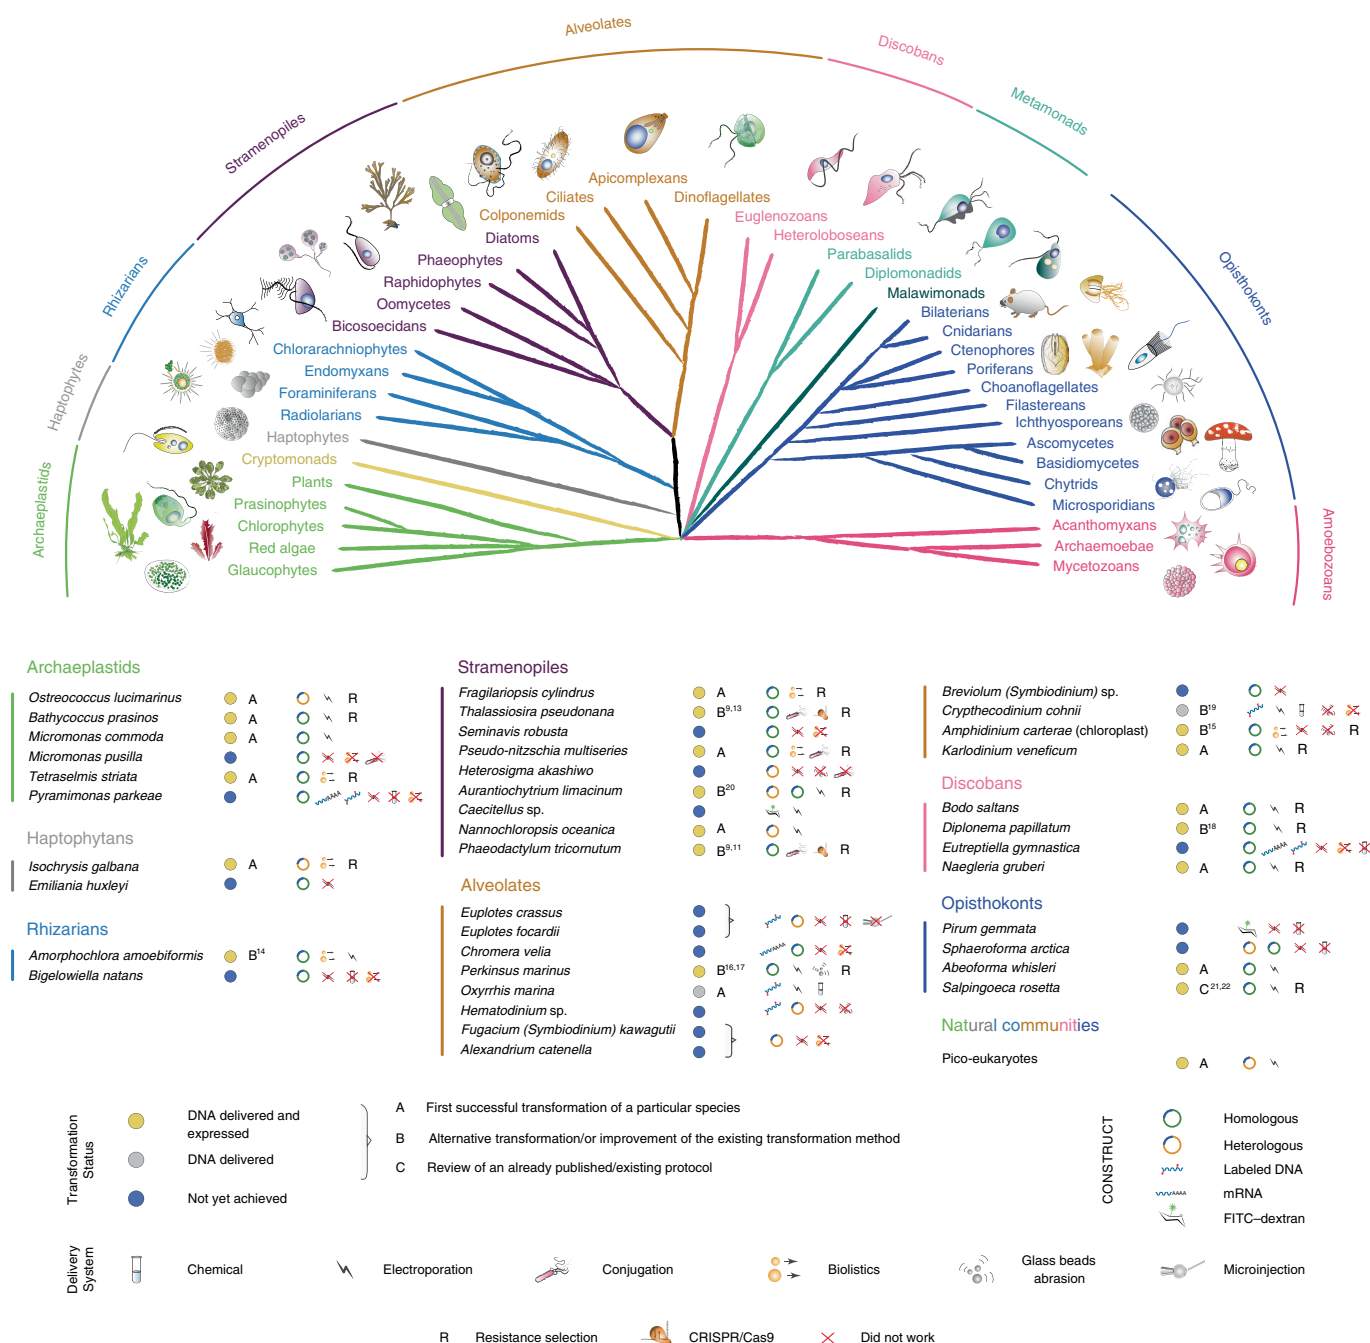 Alveolates
Discobans
Metamonads
Stramenopiles
Opisthokonts
Rhizarians
Haptophytes
Archaeplastids
Amoebozoans
Apicomplexans
Ciliates
Dinoflagellates
Colponemids
Euglenozoans
Diatoms
Heteroloboseans
Phaeophytes
Parabasalids
Raphidophytes
Diplomonadids
Oomycetes
Malawimonads
Bicosoecidans
Bilaterians
Chlorarachniophytes
Cnidarians
Endomyxans
Ctenophores
Foraminiferans
Poriferans
Radiolarians
Choanoflagellates
Haptophytes
Filastereans
Cryptomonads
Ichthyosporeans
Plants
Ascomycetes
Prasinophytes
Basidiomycetes
Chlorophytes
Chytrids
Red algae
Microsporidians
Glaucophytes
Acanthomyxans
Archaemoebae
Mycetozoans
Archaeplastids
Ostreococcus lucimarinus A R
Bathycoccus prasinos A R
Micromonas commoda A
Micromonas pusilla
Tetraselmis striata A R
Pyramimonas parkeae AAAA
Haptophytans
Isochrysis galbana A R
Emiliania huxleyi
Rhizarians
Amorphochlora amoebiformis B14
Bigelowiella natans
Stramenopiles
Fragilariopsis cylindrus A R
Thalassiosira pseudonana B9,13 R
Seminavis robusta
Pseudo-nitzschia multiseries A R
Heterosigma akashiwo
Aurantiochytrium limacinum B20 R
Caecitellus sp.
Nannochloropsis oceanica A
Phaeodactylum tricornutum B9,11 R
Alveolates
Euplotes crassus
Euplotes focardii
Chromera velia AAAA
Perkinsus marinus B16,17 R
Oxyrrhis marina A
Hematodinium sp.
Fugacium (Symbiodinium) kawagutii
Alexandrium catenella
Breviolum (Symbiodinium) sp.
Crypthecodinium cohnii B19
Amphidinium carterae (chloroplast) B15 R
Karlodinium veneficum A R
Discobans
Bodo saltans A R
Diplonema papillatum B18 R
Eutreptiella gymnastica AAAA
Naegleria gruberi A R
Opisthokonts
Pirum gemmata
Sphaeroforma arctica
Abeoforma whisleri A
Salpingoeca rosetta C21,22 R
Natural communities
Pico-eukaryotes A
Transformation
Status
DNA delivered and
expressed
DNA delivered
Not yet achieved
A First successful transformation of a particular species
B Alternative transformation/or improvement of the existing transformation method
C Review of an already published/existing protocol
CONSTRUCT
Homologous
Heterologous
Labeled DNA
AAAA mRNA
FITC–dextran
Delivery
System
Chemical
Electroporation
Conjugation
Biolistics
Glass beads
abrasion
Microinjection
R Resistance selection
CRISPR/Cas9
Did not work